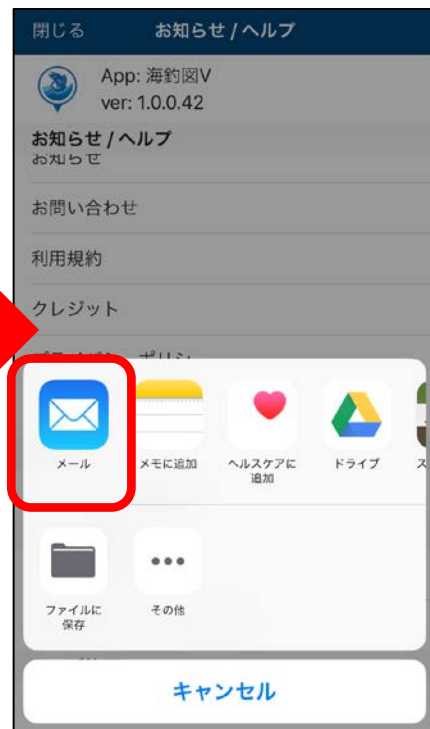 閉じる お知らせ / ヘルプ
App: 海釣図V
ver: 1.0.0.42
お知らせ / ヘルプ
お知らせ
お問い合わせ
利用規約
クレジット
メール メモに追加 ヘルスケアに ドライブ
追加
ファイルに その他
保存
キャンセル